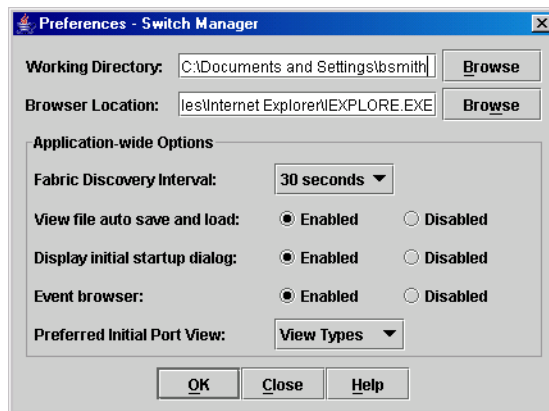 Preferences - Switch Manager
Working Directory: C:\Documents and Settings\bsmith Browse
Browser Location: les\Internet Explorer\IEXPLORE.EXE Browse
Application-wide Options
Fabric Discovery Interval: 30 seconds
View file auto save and load: Enabled Disabled
Display initial startup dialog: Enabled Disabled
Event browser: Enabled Disabled
Preferred Initial Port View: View Types
OK Close Help